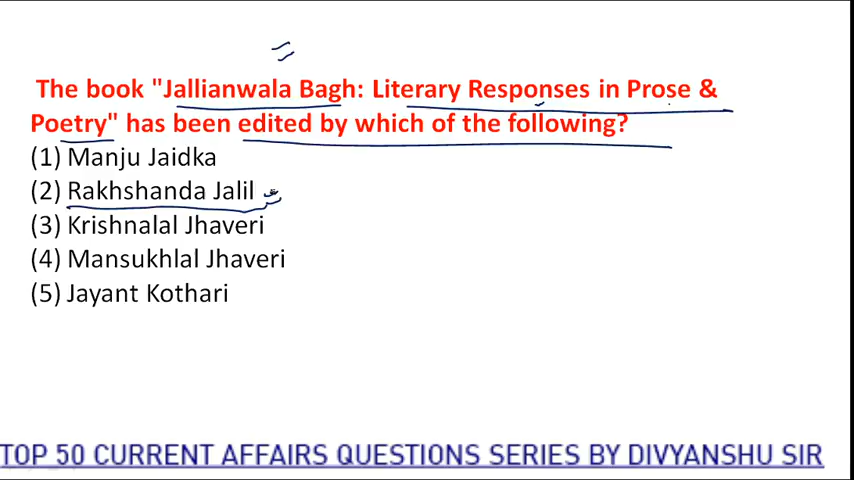 The book "Jallianwala Bagh: Literary Responses in Prose &
Poetry" has been edited by which of the following?
(1) Manju Jaidka
(2) Rakhshanda Jalil
(3) Krishnalal Jhaveri
(4) Mansukhlal Jhaveri
(5) Jayant Kothari
TOP 50 CURRENT AFFAIRS QUESTIONS SERIES BY DIVYANSHU SIR